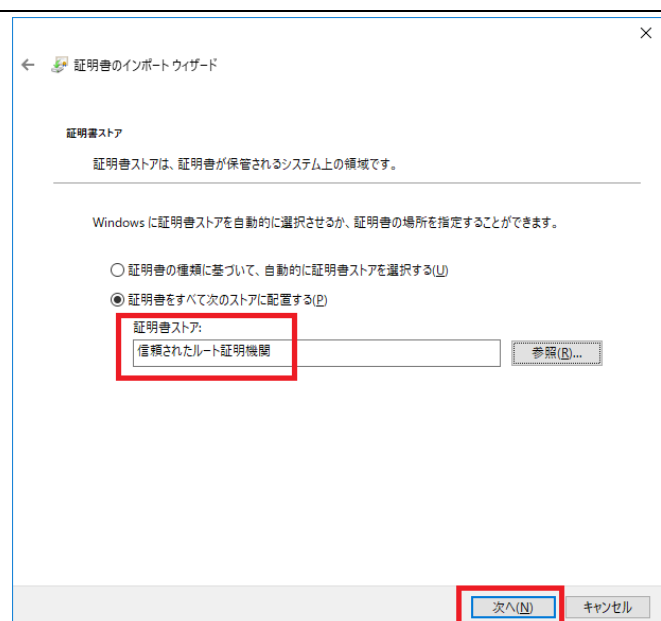 証明書のインポート ウィザード
証明書ストア
証明書ストアは、証明書が保管されるシステム上の領域です。
Windows に証明書ストアを自動的に選択させるか、証明書の場所を指定することができます。
証明書の種類に基づいて、自動的に証明書ストアを選択する(U)
証明書をすべて次のストアに配置する(P)
証明書ストア:
信頼されたルート証明機関
参照(R)...
次へ(N)
キャンセル